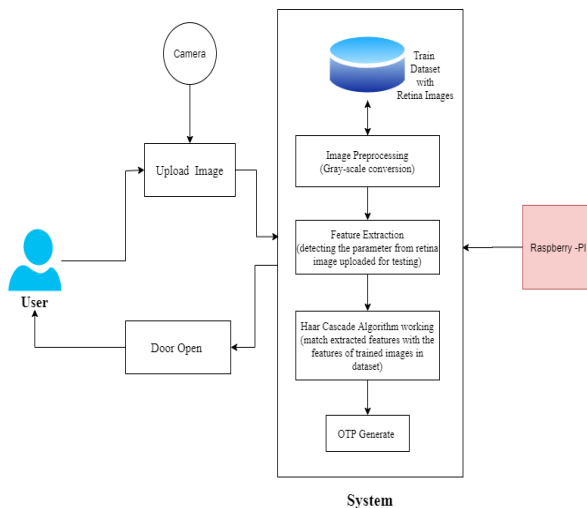 Camera
Train
Dataset
with
Retina Images
Upload Image
Image Preprocessing
(Gray-scale conversion)
Feature Extraction
(detecting the parameter from retina
image uploaded for testing)
Raspberry -PI
User
Door Open
Haar Cascade Algorithm working
(match extracted features with the
features of trained images in
dataset)
OTP Generate
System